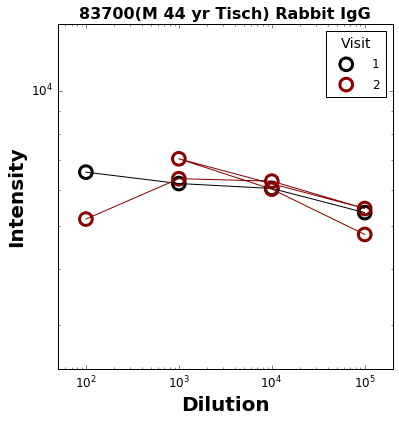 83700(M 44 yr Tisch) Rabbit IgG
Visit
1
2
10^4
Intensity
10^2 10^3 10^4 10^5
Dilution